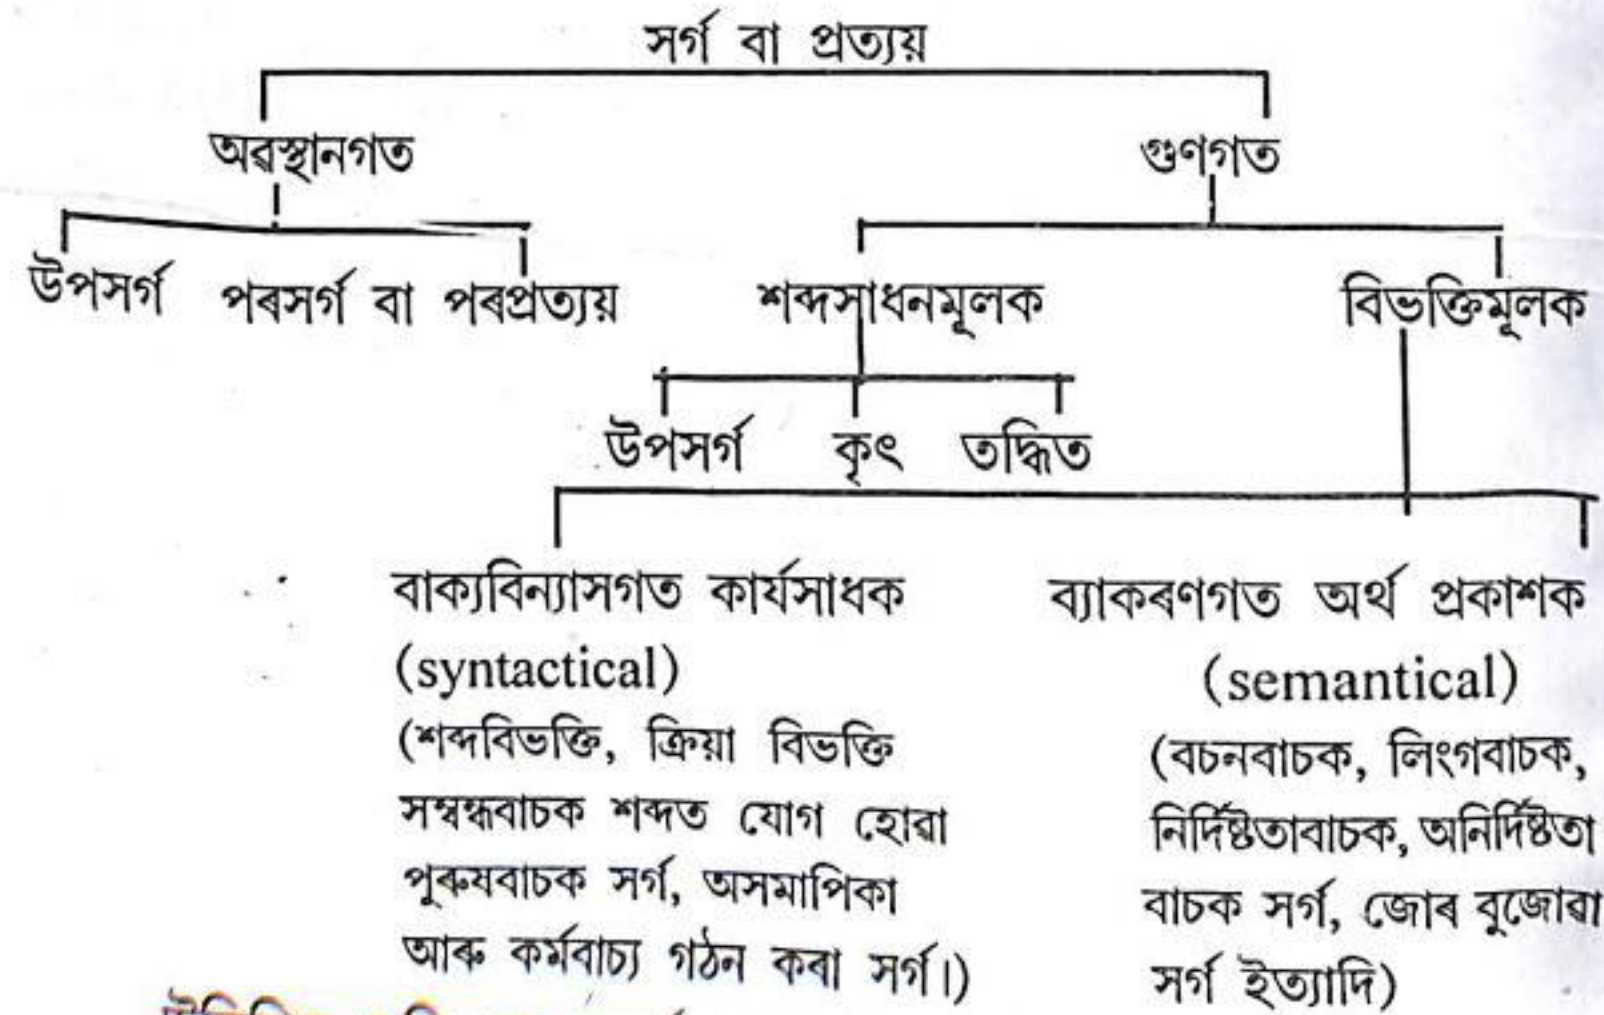 সৰ্গ বা প্ৰত্যয়
অৱস্থানগত গুণগত
উপসৰ্গ পৰসৰ্গ বা পৰপ্ৰত্যয় শব্দসাধনমূলক বিভক্তিমূলক
উপসৰ্গ কৃৎ তদ্ধিত
বাক্যবিন্যাসগত কাৰ্যসাধক
(syntactical)
(শব্দবিভক্তি, ক্ৰিয়া বিভক্তি
সম্বন্ধবাচক শব্দত যোগ হোৱা
পুৰুষবাচক সৰ্গ, অসমাপিকা
আৰু কৰ্মবাচ্য গঠন কৰা সৰ্গ।)
ব্যাকৰণগত অৰ্থ প্ৰকাশক
(semantical)
(বচনবাচক, লিংগবাচক,
নিৰ্দিষ্টতাবাচক, অনিৰ্দিষ্টতা
বাচক সৰ্গ, জোৰ বুজোৱা
সৰ্গ ইত্যাদি)